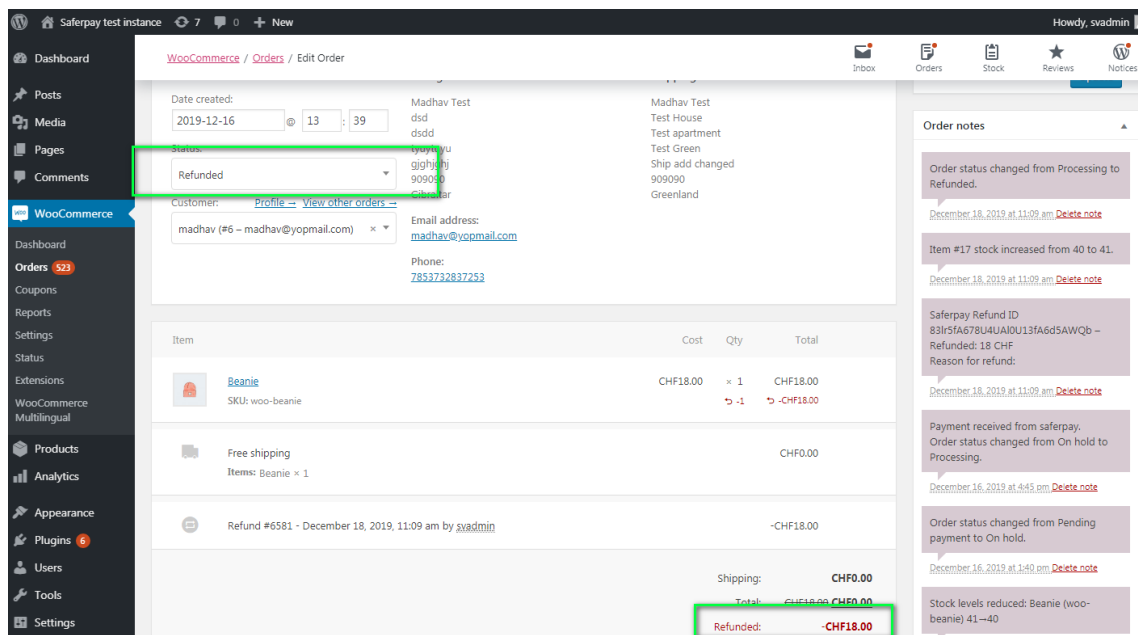 Saferpay test instance 7 0 New Howdy, svadmin
Dashboard
Posts
Media
Pages
Comments
WooCommerce
Dashboard
Orders 523
Coupons
Reports
Settings
Status
Extensions
WooCommerce
Multilingual
Products
Analytics
Appearance
Plugins 6
Users
Tools
Settings
WooCommerce / Orders / Edit Order
Inbox
Orders
Stock
Reviews
Notices
Date created:
2019-12-16 @ 13 : 39
Status:
Refunded
Customer: Profile → View other orders →
madhav (#6 – madhav@yopmail.com) ×
Madhav Test
dsd
dsdd
gjghjghj
909090
Gibraltar
Email address:
madhav@yopmail.com
Phone:
7853732837253
Madhav Test
Test House
Test apartment
Test Green
Ship add changed
909090
Greenland
Item Cost Qty Total
Beanie CHF18.00 × 1 CHF18.00
SKU: woo-beanie -1 -CHF18.00
Free shipping CHF0.00
Items: Beanie × 1
Refund #6581 - December 18, 2019, 11:09 am by svadmin -CHF18.00
Shipping: CHF0.00
Total: CHF18.00 CHF0.00
Refunded: -CHF18.00
Order notes
Order status changed from Processing to
Refunded.
December 18, 2019 at 11:09 am Delete note
Item #17 stock increased from 40 to 41.
December 18, 2019 at 11:09 am Delete note
Saferpay Refund ID
83lr5fA678U4UAl0U13fA6d5AWQb –
Refunded: 18 CHF
Reason for refund:
December 18, 2019 at 11:09 am Delete note
Payment received from saferpay.
Order status changed from On hold to
Processing.
December 16, 2019 at 4:45 pm Delete note
Order status changed from Pending
payment to On hold.
December 16, 2019 at 1:40 pm Delete note
Stock levels reduced: Beanie (woo-
beanie) 41→40